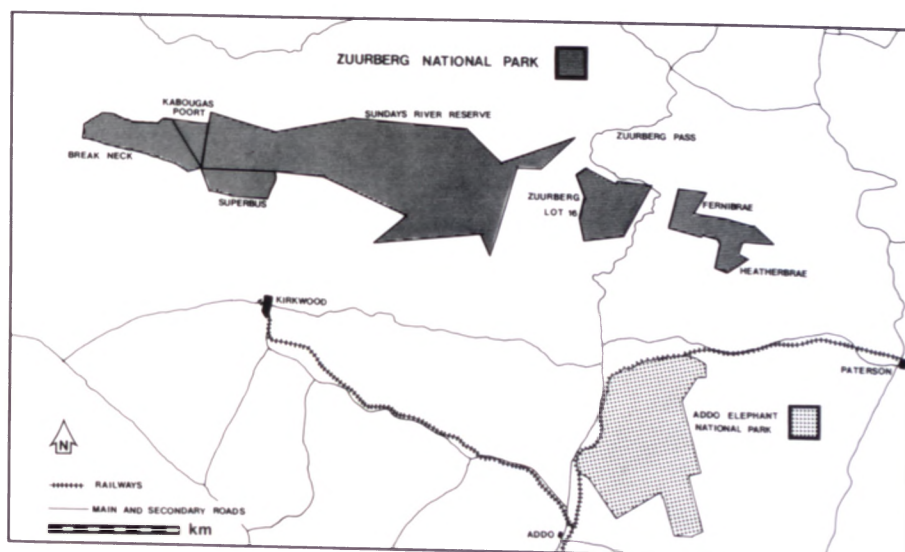 ZUURBERG NATIONAL PARK
KABOUGAS
POORT
SUNDAYS RIVER RESERVE
ZUURBERG PASS
BREAK NECK
SUPERBUS
ZUURBERG
LOT 16
FERNIBRAE
HEATHERBRAE
KIRKWOOD
PATERSON
ADDO ELEPHANT
NATIONAL PARK
N
RAILWAYS
MAIN AND SECONDARY ROADS
km
ADDO